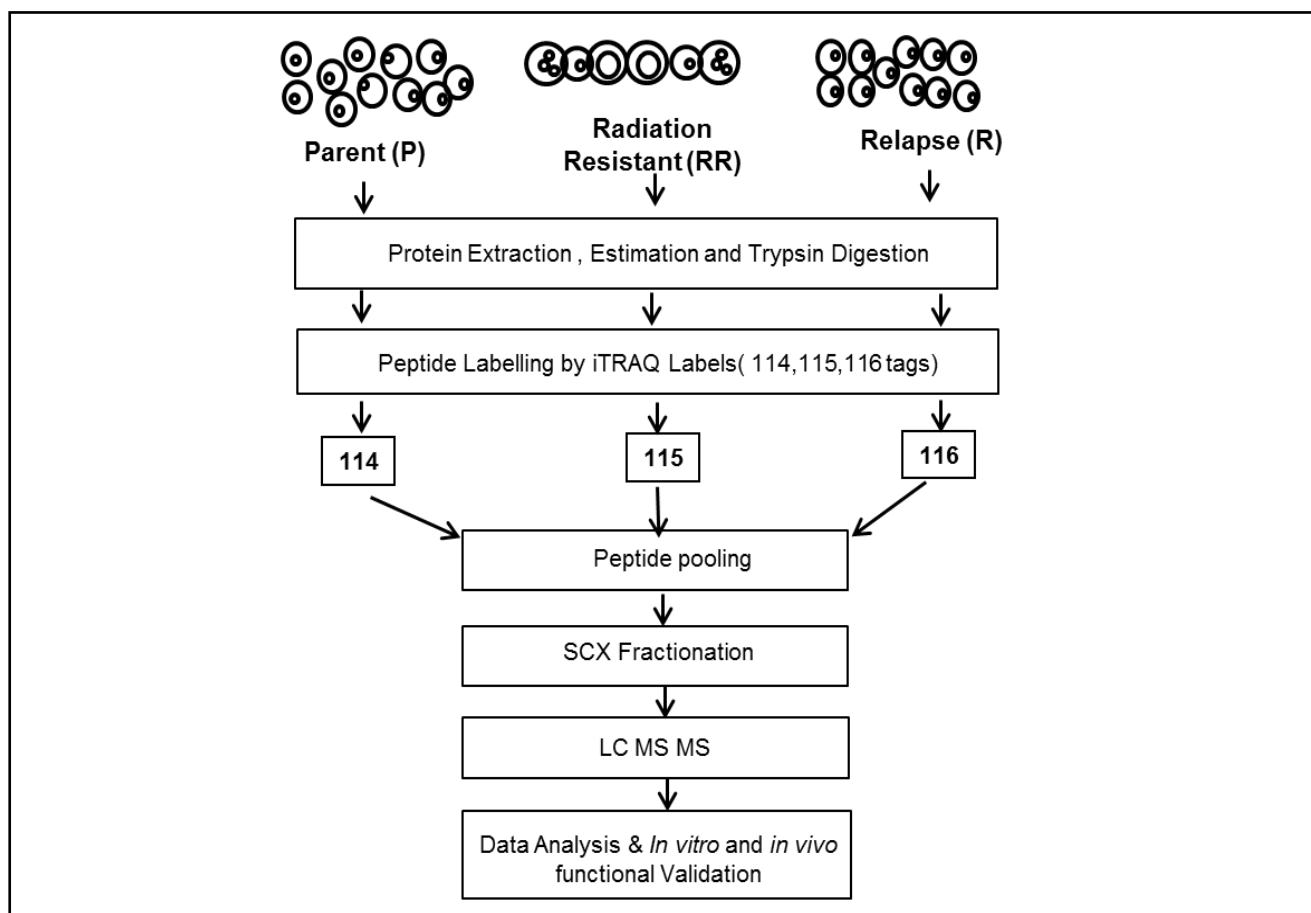 Parent (P)
Radiation
Resistant (RR)
Relapse (R)
Protein Extraction , Estimation and Trypsin Digestion
Peptide Labelling by iTRAQ Labels( 114,115,116 tags)
114
115
116
Peptide pooling
SCX Fractionation
LC MS MS
Data Analysis & In vitro and in vivo
functional Validation